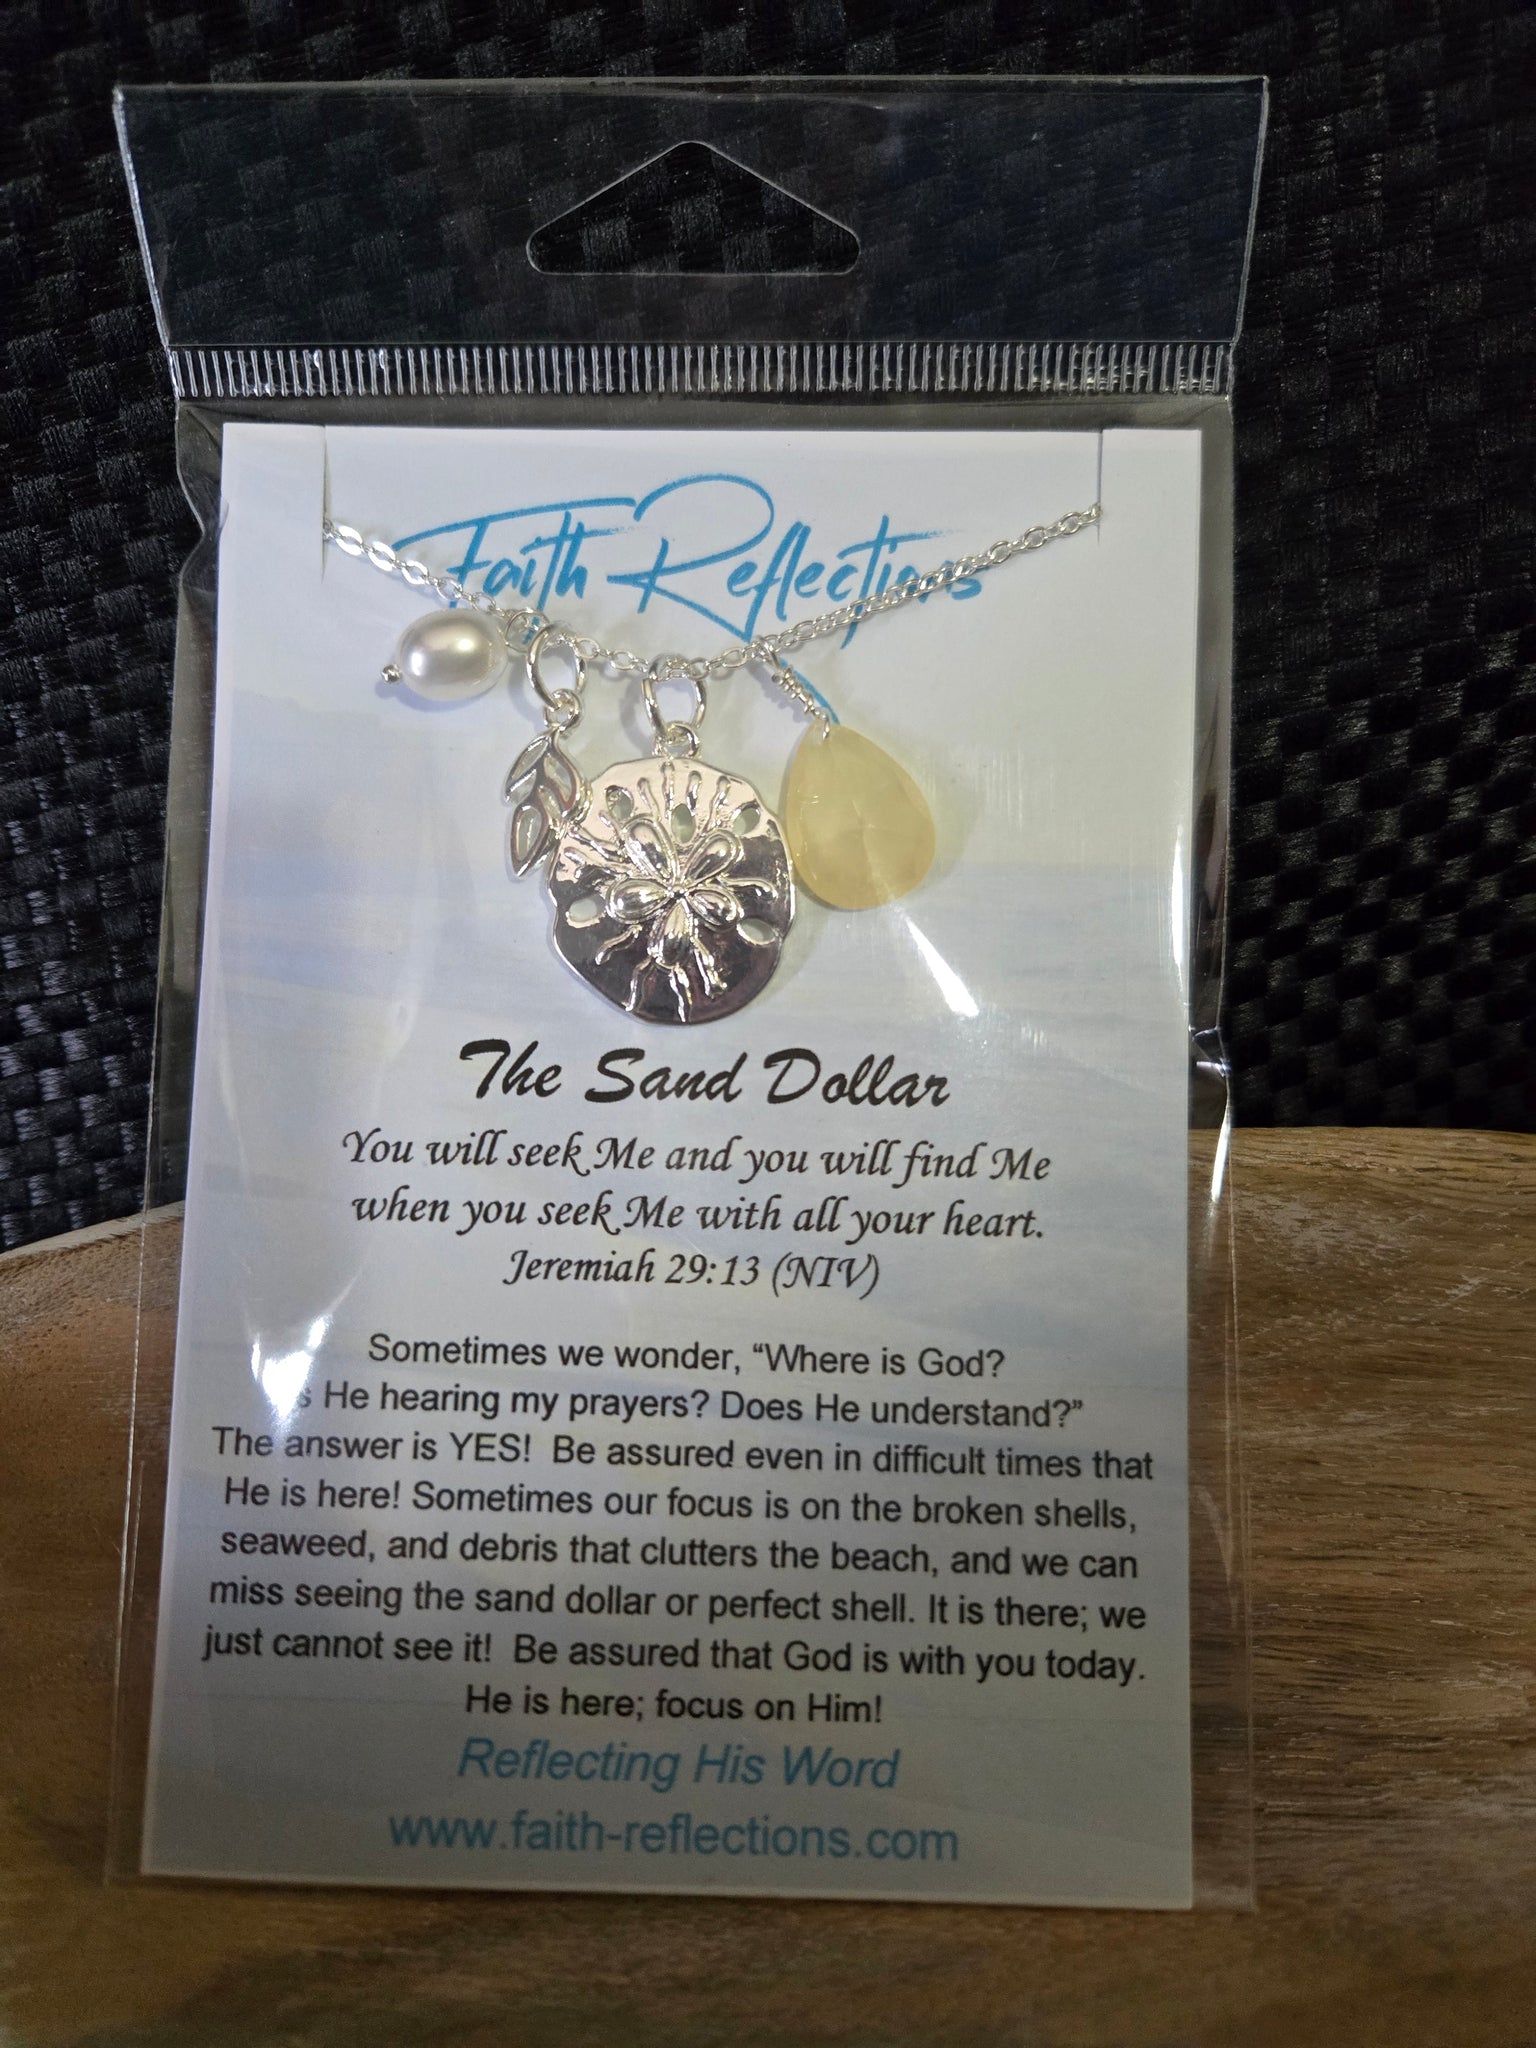 Faith Reflections
The Sand Dollar
You will seek Me and you will find Me
when you seek Me with all your heart.
Jeremiah 29:13 (NIV)
Sometimes we wonder, “Where is God?
He hearing my prayers? Does He understand?”
The answer is YES!  Be assured even in difficult times that
He is here! Sometimes our focus is on the broken shells,
seaweed, and debris that clutters the beach, and we can
miss seeing the sand dollar or perfect shell. It is there; we
just cannot see it!  Be assured that God is with you today.
He is here; focus on Him!
Reflecting His Word
www.faith-reflections.com